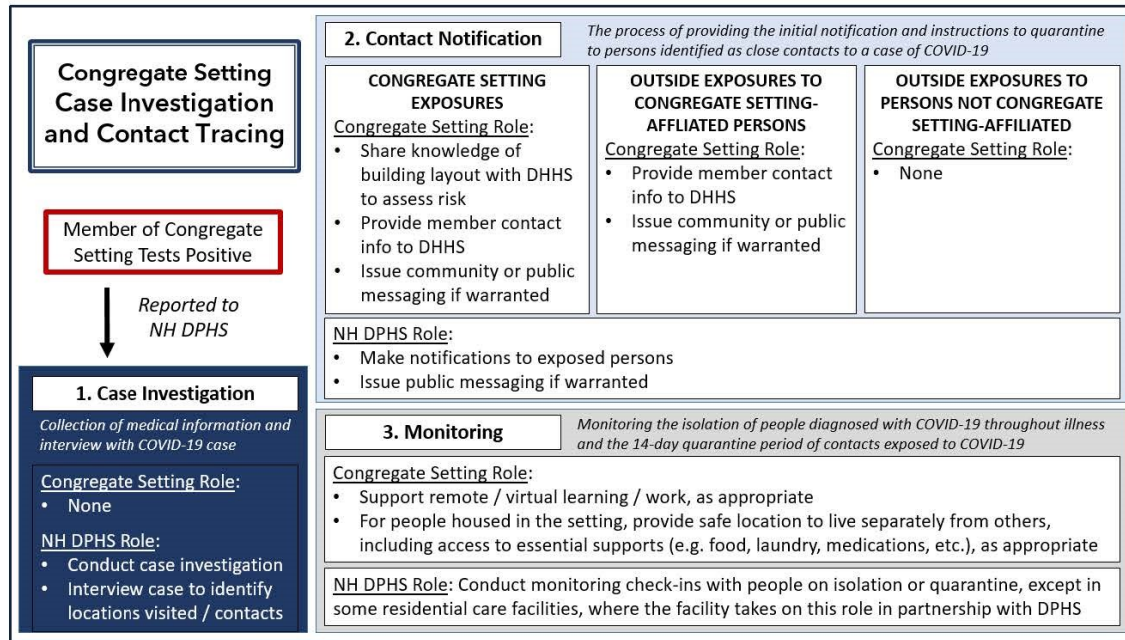 Congregate Setting
Case Investigation
and Contact Tracing
Member of Congregate
Setting Tests Positive
Reported to
NH DPHS
1. Case Investigation
Collection of medical information and
interview with COVID-19 case
Congregate Setting Role:
• None
NH DPHS Role:
• Conduct case investigation
• Interview case to identify
locations visited / contacts
2. Contact Notification
The process of providing the initial notification and instructions to quarantine
to persons identified as close contacts to a case of COVID-19
CONGREGATE SETTING
EXPOSURES
Congregate Setting Role:
• Share knowledge of
building layout with DHHS
to assess risk
• Provide member contact
info to DHHS
• Issue community or public
messaging if warranted
OUTSIDE EXPOSURES TO
CONGREGATE SETTING-
AFFLIATED PERSONS
Congregate Setting Role:
• Provide member contact
info to DHHS
• Issue community or public
messaging if warranted
OUTSIDE EXPOSURES TO
PERSONS NOT CONGREGATE
SETTING-AFFILIATED
Congregate Setting Role:
• None
NH DPHS Role:
• Make notifications to exposed persons
• Issue public messaging if warranted
3. Monitoring
Monitoring the isolation of people diagnosed with COVID-19 throughout illness
and the 14-day quarantine period of contacts exposed to COVID-19
Congregate Setting Role:
• Support remote / virtual learning / work, as appropriate
• For people housed in the setting, provide safe location to live separately from others,
including access to essential supports (e.g. food, laundry, medications, etc.), as appropriate
NH DPHS Role: Conduct monitoring check-ins with people on isolation or quarantine, except in
some residential care facilities, where the facility takes on this role in partnership with DPHS